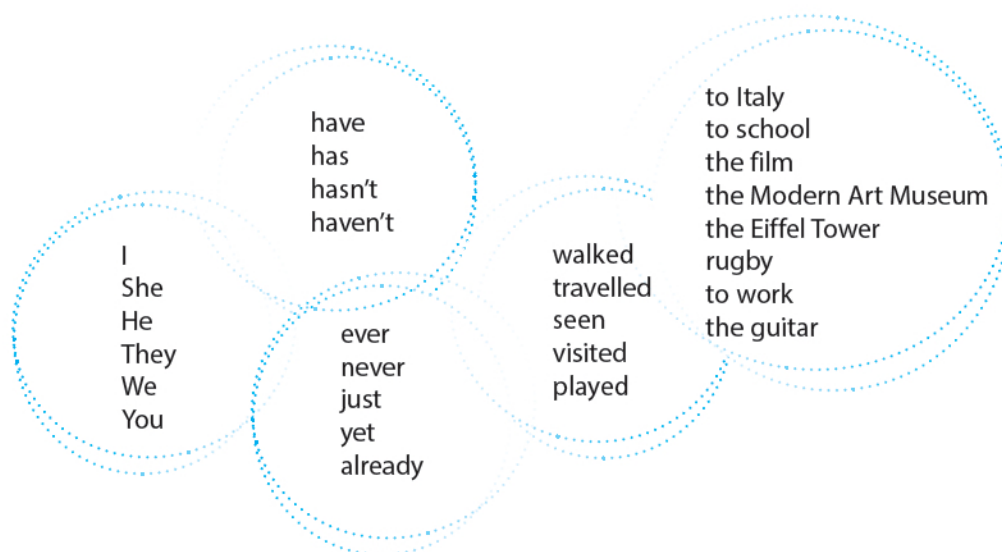 I
She
He
They
We
You
have
has
hasn't
haven't
ever
never
just
yet
already
walked
travelled
seen
visited
played
to Italy
to school
the film
the Modern Art Museum
the Eiffel Tower
rugby
to work
the guitar